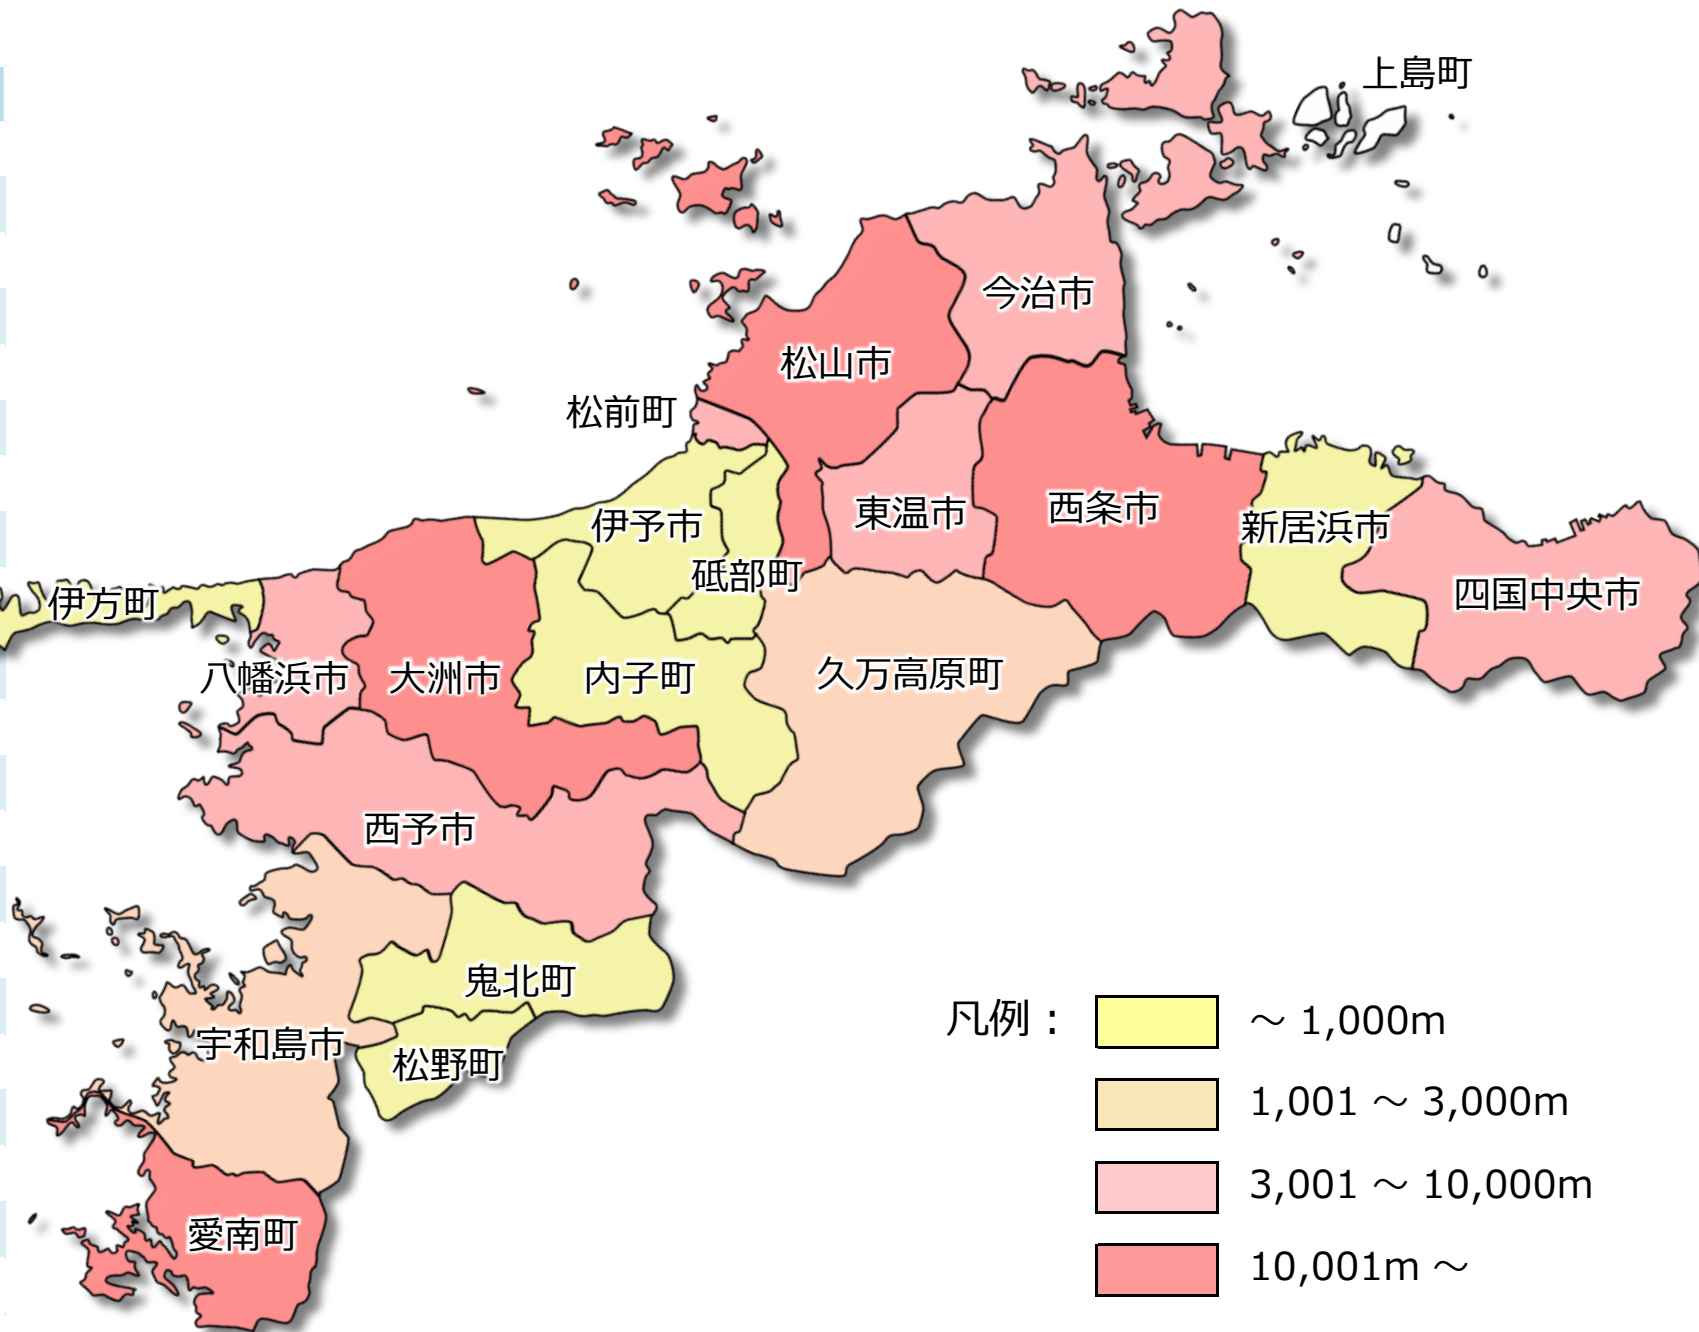 上島町
今治市
松山市
松前町
東温市
西条市
新居浜市
伊予市
砥部町
四国中央市
伊方町
八幡浜市
大洲市
内子町
久万高原町
西予市
鬼北町
宇和島市
松野町
愛南町
凡例：
～ 1,000m
1,001 ～ 3,000m
3,001 ～ 10,000m
10,001m ～